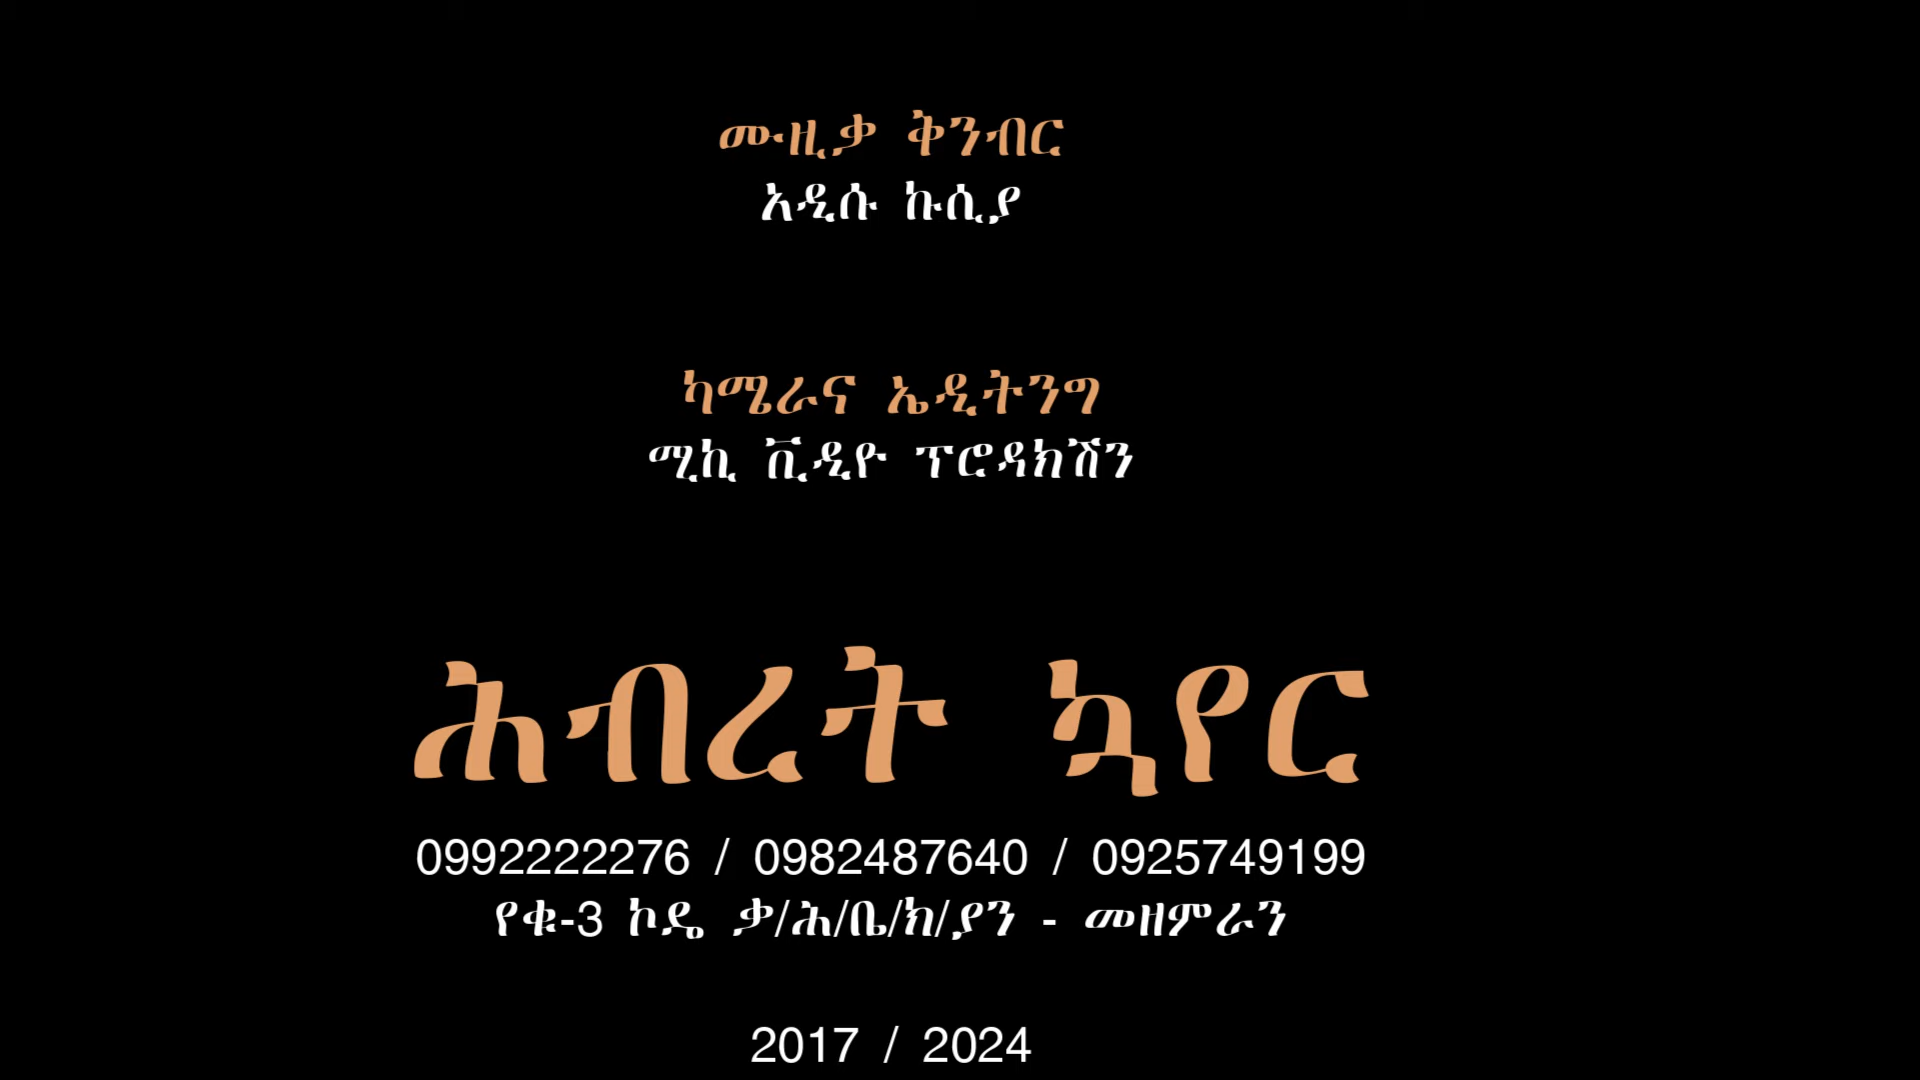 ሙዚቃ ቅንብር
አዲሱ ኩሲያ
ካሜራና ኤዲትንግ
ሚኪ ቪዲዮ ፕሮዳክሽን
ሕብረት ኳየር
0992222276 / 0982487640 / 0925749199
የቁ-3 ኮዴ ቃ/ሕ/ቤ/ክ/ያን - መዘምራን
2017 / 2024